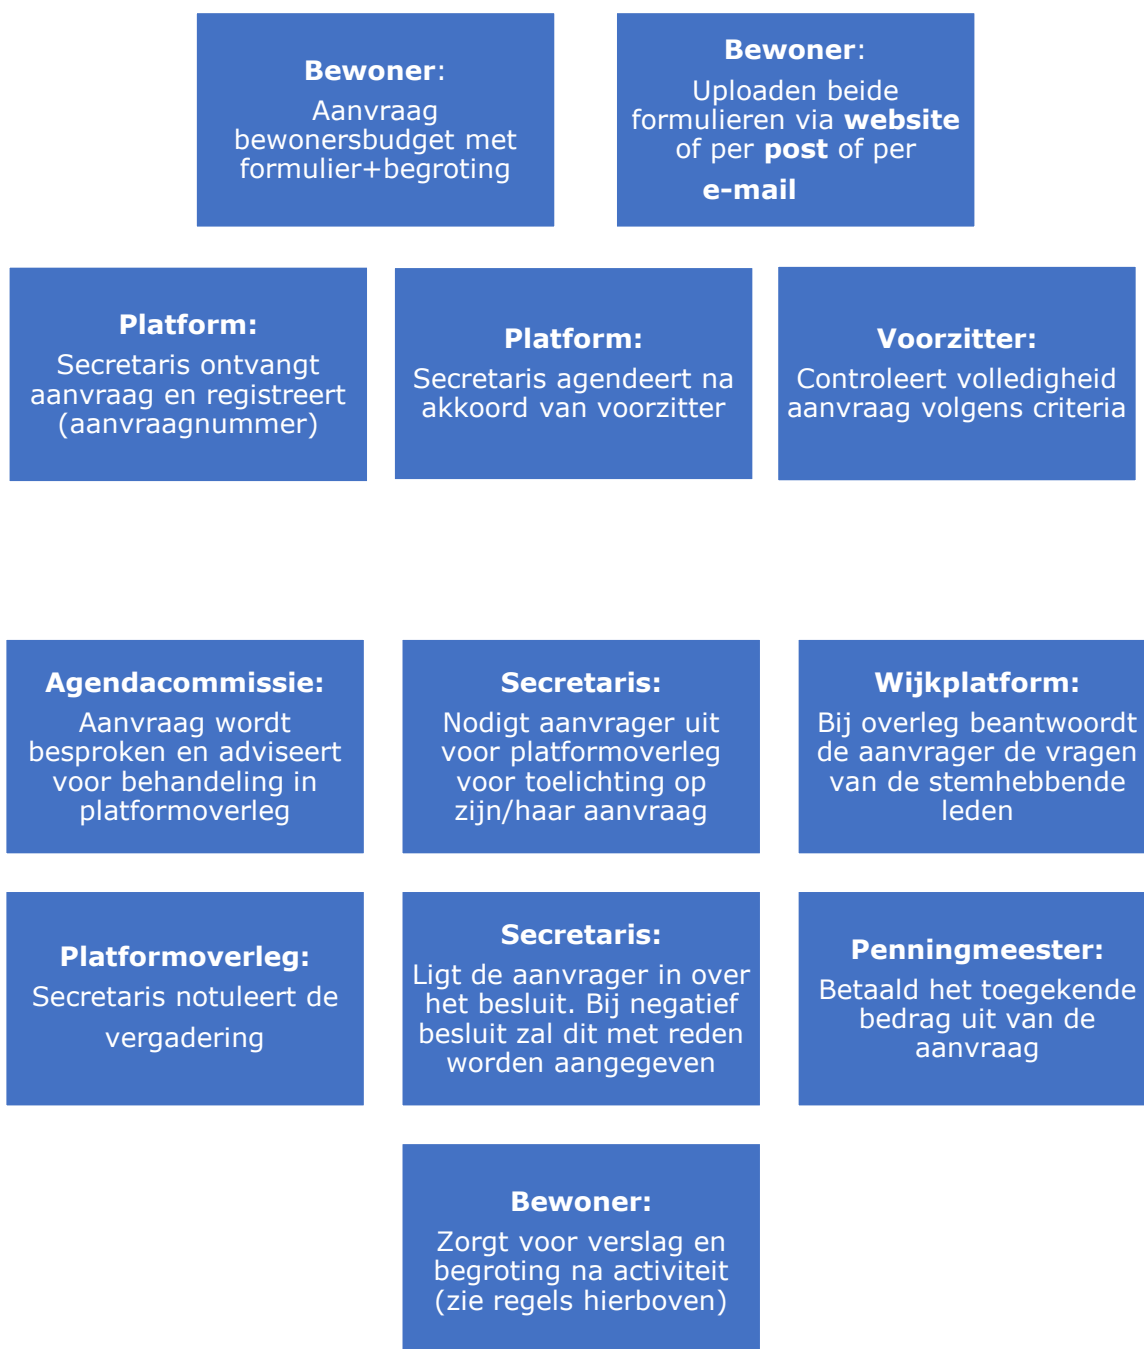 Bewoner:
Aanvraag
bewonersbudget met
formulier+begroting
Bewoner:
Uploaden beide
formulieren via website
of per post of per
e-mail
Platform:
Secretaris ontvangt
aanvraag en registreert
(aanvraagnummer)
Platform:
Secretaris agendeert na
akkoord van voorzitter
Voorzitter:
Controleert volledigheid
aanvraag volgens criteria
Agendacommissie:
Aanvraag wordt
besproken en adviseert
voor behandeling in
platformoverleg
Secretaris:
Nodigt aanvrager uit
voor platformoverleg
voor toelichting op
zijn/haar aanvraag
Wijkplatform:
Bij overleg beantwoordt
de aanvrager de vragen
van de stemhebbende
leden
Platformoverleg:
Secretaris notuleert de
vergadering
Secretaris:
Ligt de aanvrager in over
het besluit. Bij negatief
besluit zal dit met reden
worden aangegeven
Penningmeester:
Betaald het toegekende
bedrag uit van de
aanvraag
Bewoner:
Zorgt voor verslag en
begroting na activiteit
(zie regels hierboven)